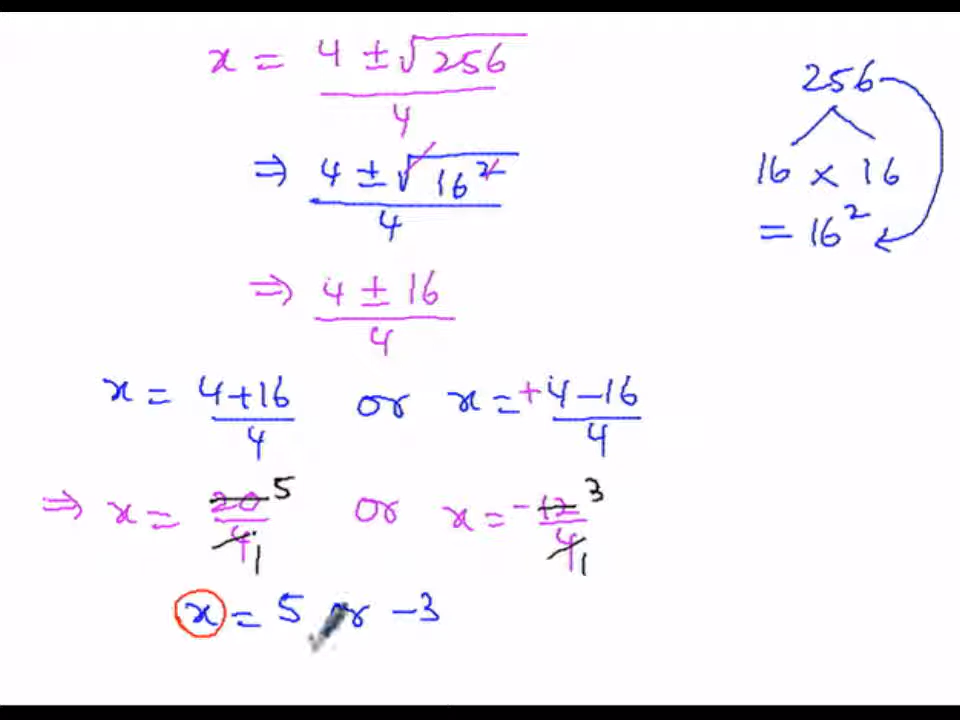 x = 4 ± √256
4
256
⇒ 4 ± √16²
4
16 × 16
= 16²
⇒ 4 ± 16
4
x = 4+16 or x = +4-16
4 4
⇒ x = 20 5 or x = -12 3
4 1 4 1
x = 5 or -3